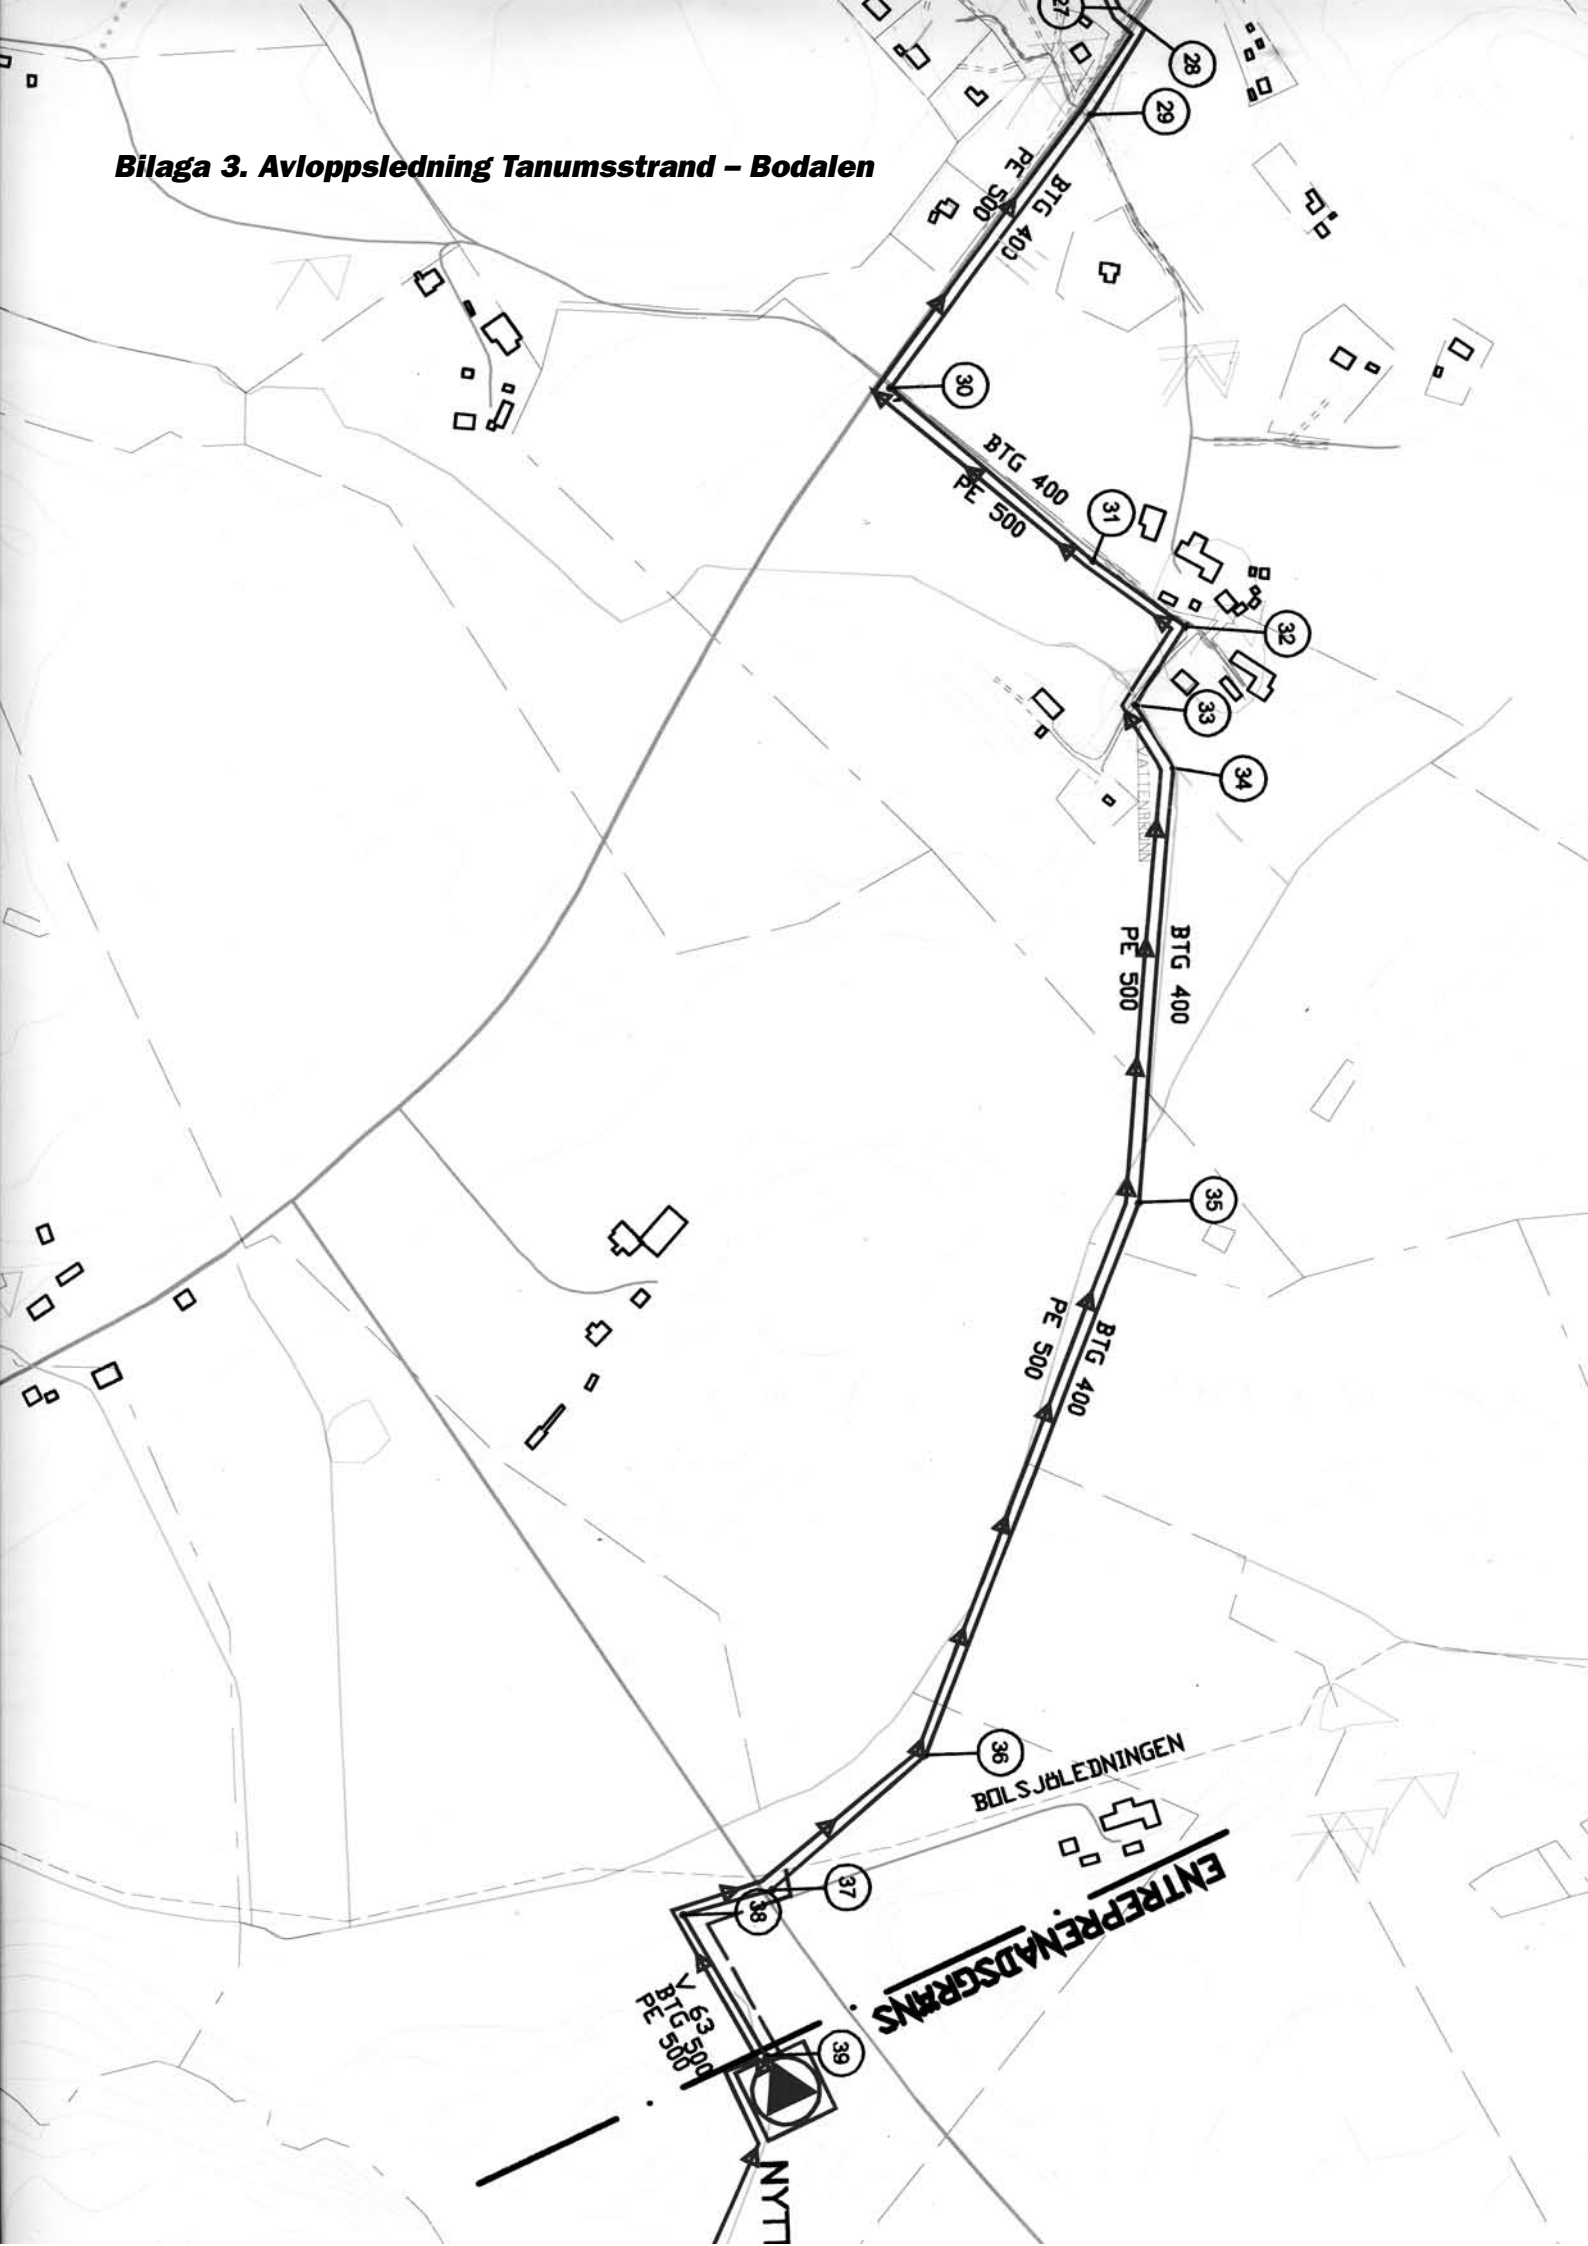 27
28
29
Bilaga 3. Avloppsledning Tanumsstrand – Bodalen
PE 500
BTG 400
30
BTG 400
PE 500
31
32
33
34
VATTENBRUNN
BTG 400
PE 500
35
PE 500
BTG 400
36
BOLSJÖLEDNINGEN
37
38
ENTREPRENADSGRÄNS
V 63
BTG 500
PE 500
39
NYTT